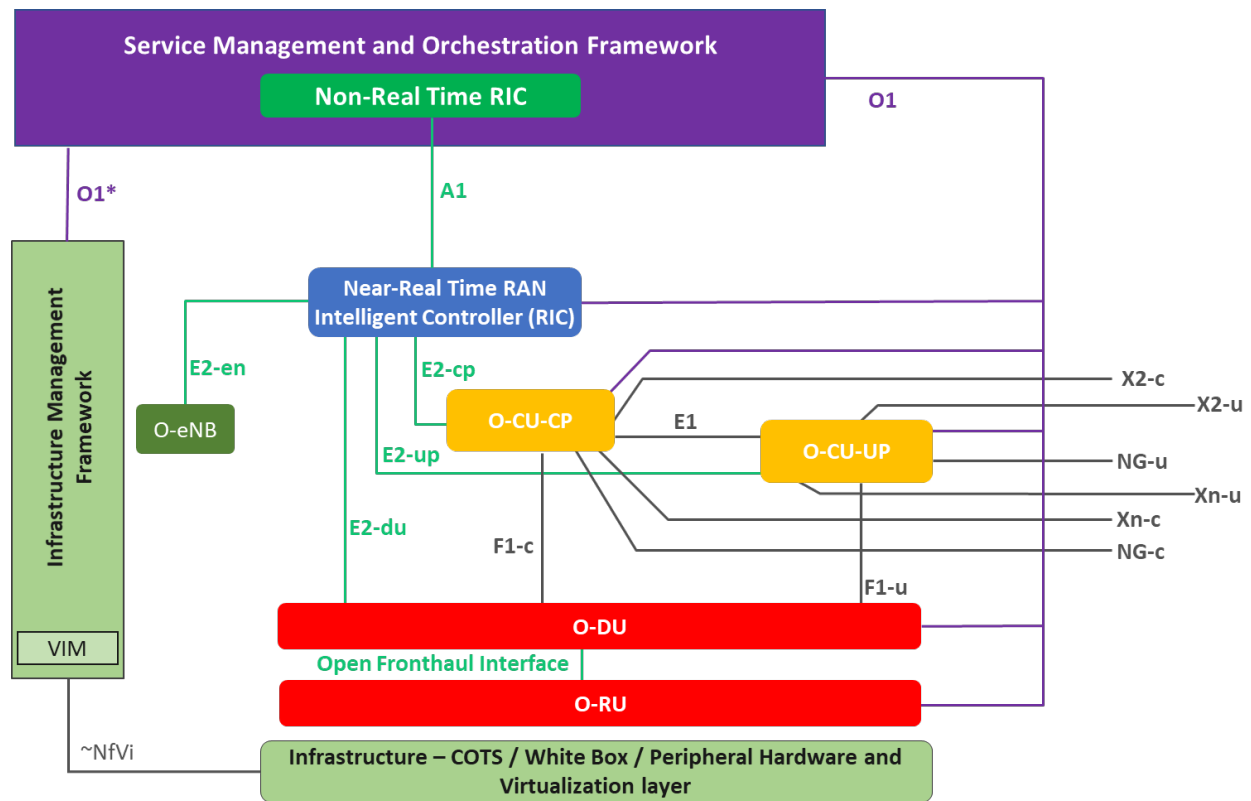 Service Management and Orchestration Framework
Non-Real Time RIC
O1
O1*
A1
Infrastructure Management
Framework
Near-Real Time RAN
Intelligent Controller (RIC)
E2-en
E2-cp
X2-c
X2-u
O-eNB
O-CU-CP
E1
O-CU-UP
E2-up
NG-u
Xn-u
E2-du
Xn-c
F1-c
NG-c
F1-u
O-DU
VIM
Open Fronthaul Interface
O-RU
~NfVi
Infrastructure – COTS / White Box / Peripheral Hardware and
Virtualization layer